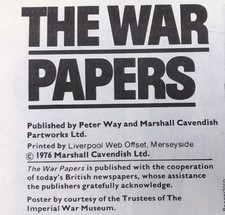 THE WAR
PAPERS
Published by Peter Way and Marshall Cavendish
Partworks Ltd.
Printed by Liverpool Web Offset, Merseyside.
© 1976 Marshall Cavendish Ltd.
The War Papers is published with the cooperation
of today's British newspapers, whose assistance
the publishers gratefully acknowledge.
Poster by courtesy of the Trustees of The
Imperial War Museum.